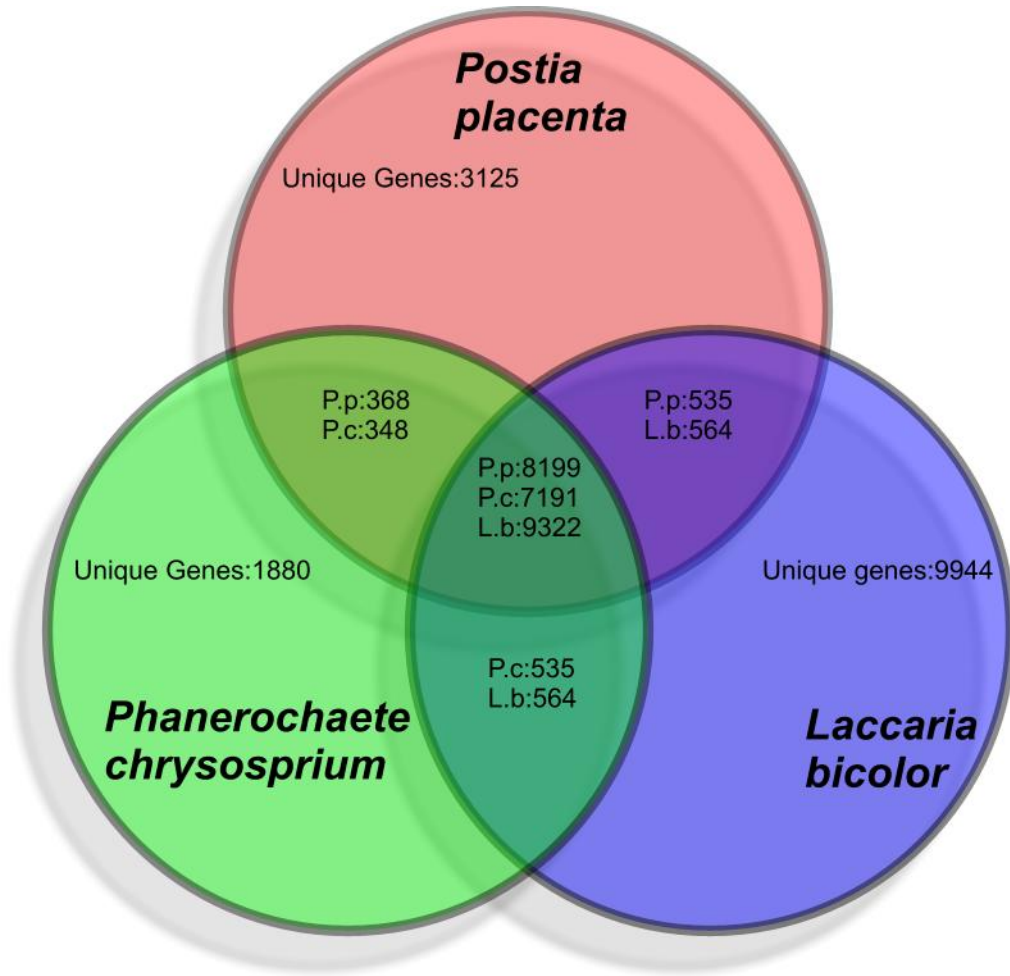 Postia
placenta
Unique Genes:3125
P.p:368
P.c:348
P.p:535
L.b:564
P.p:8199
P.c:7191
L.b:9322
Unique Genes:1880
Unique genes:9944
P.c:535
L.b:564
Phanerochaete
chrysosprium
Laccaria
bicolor